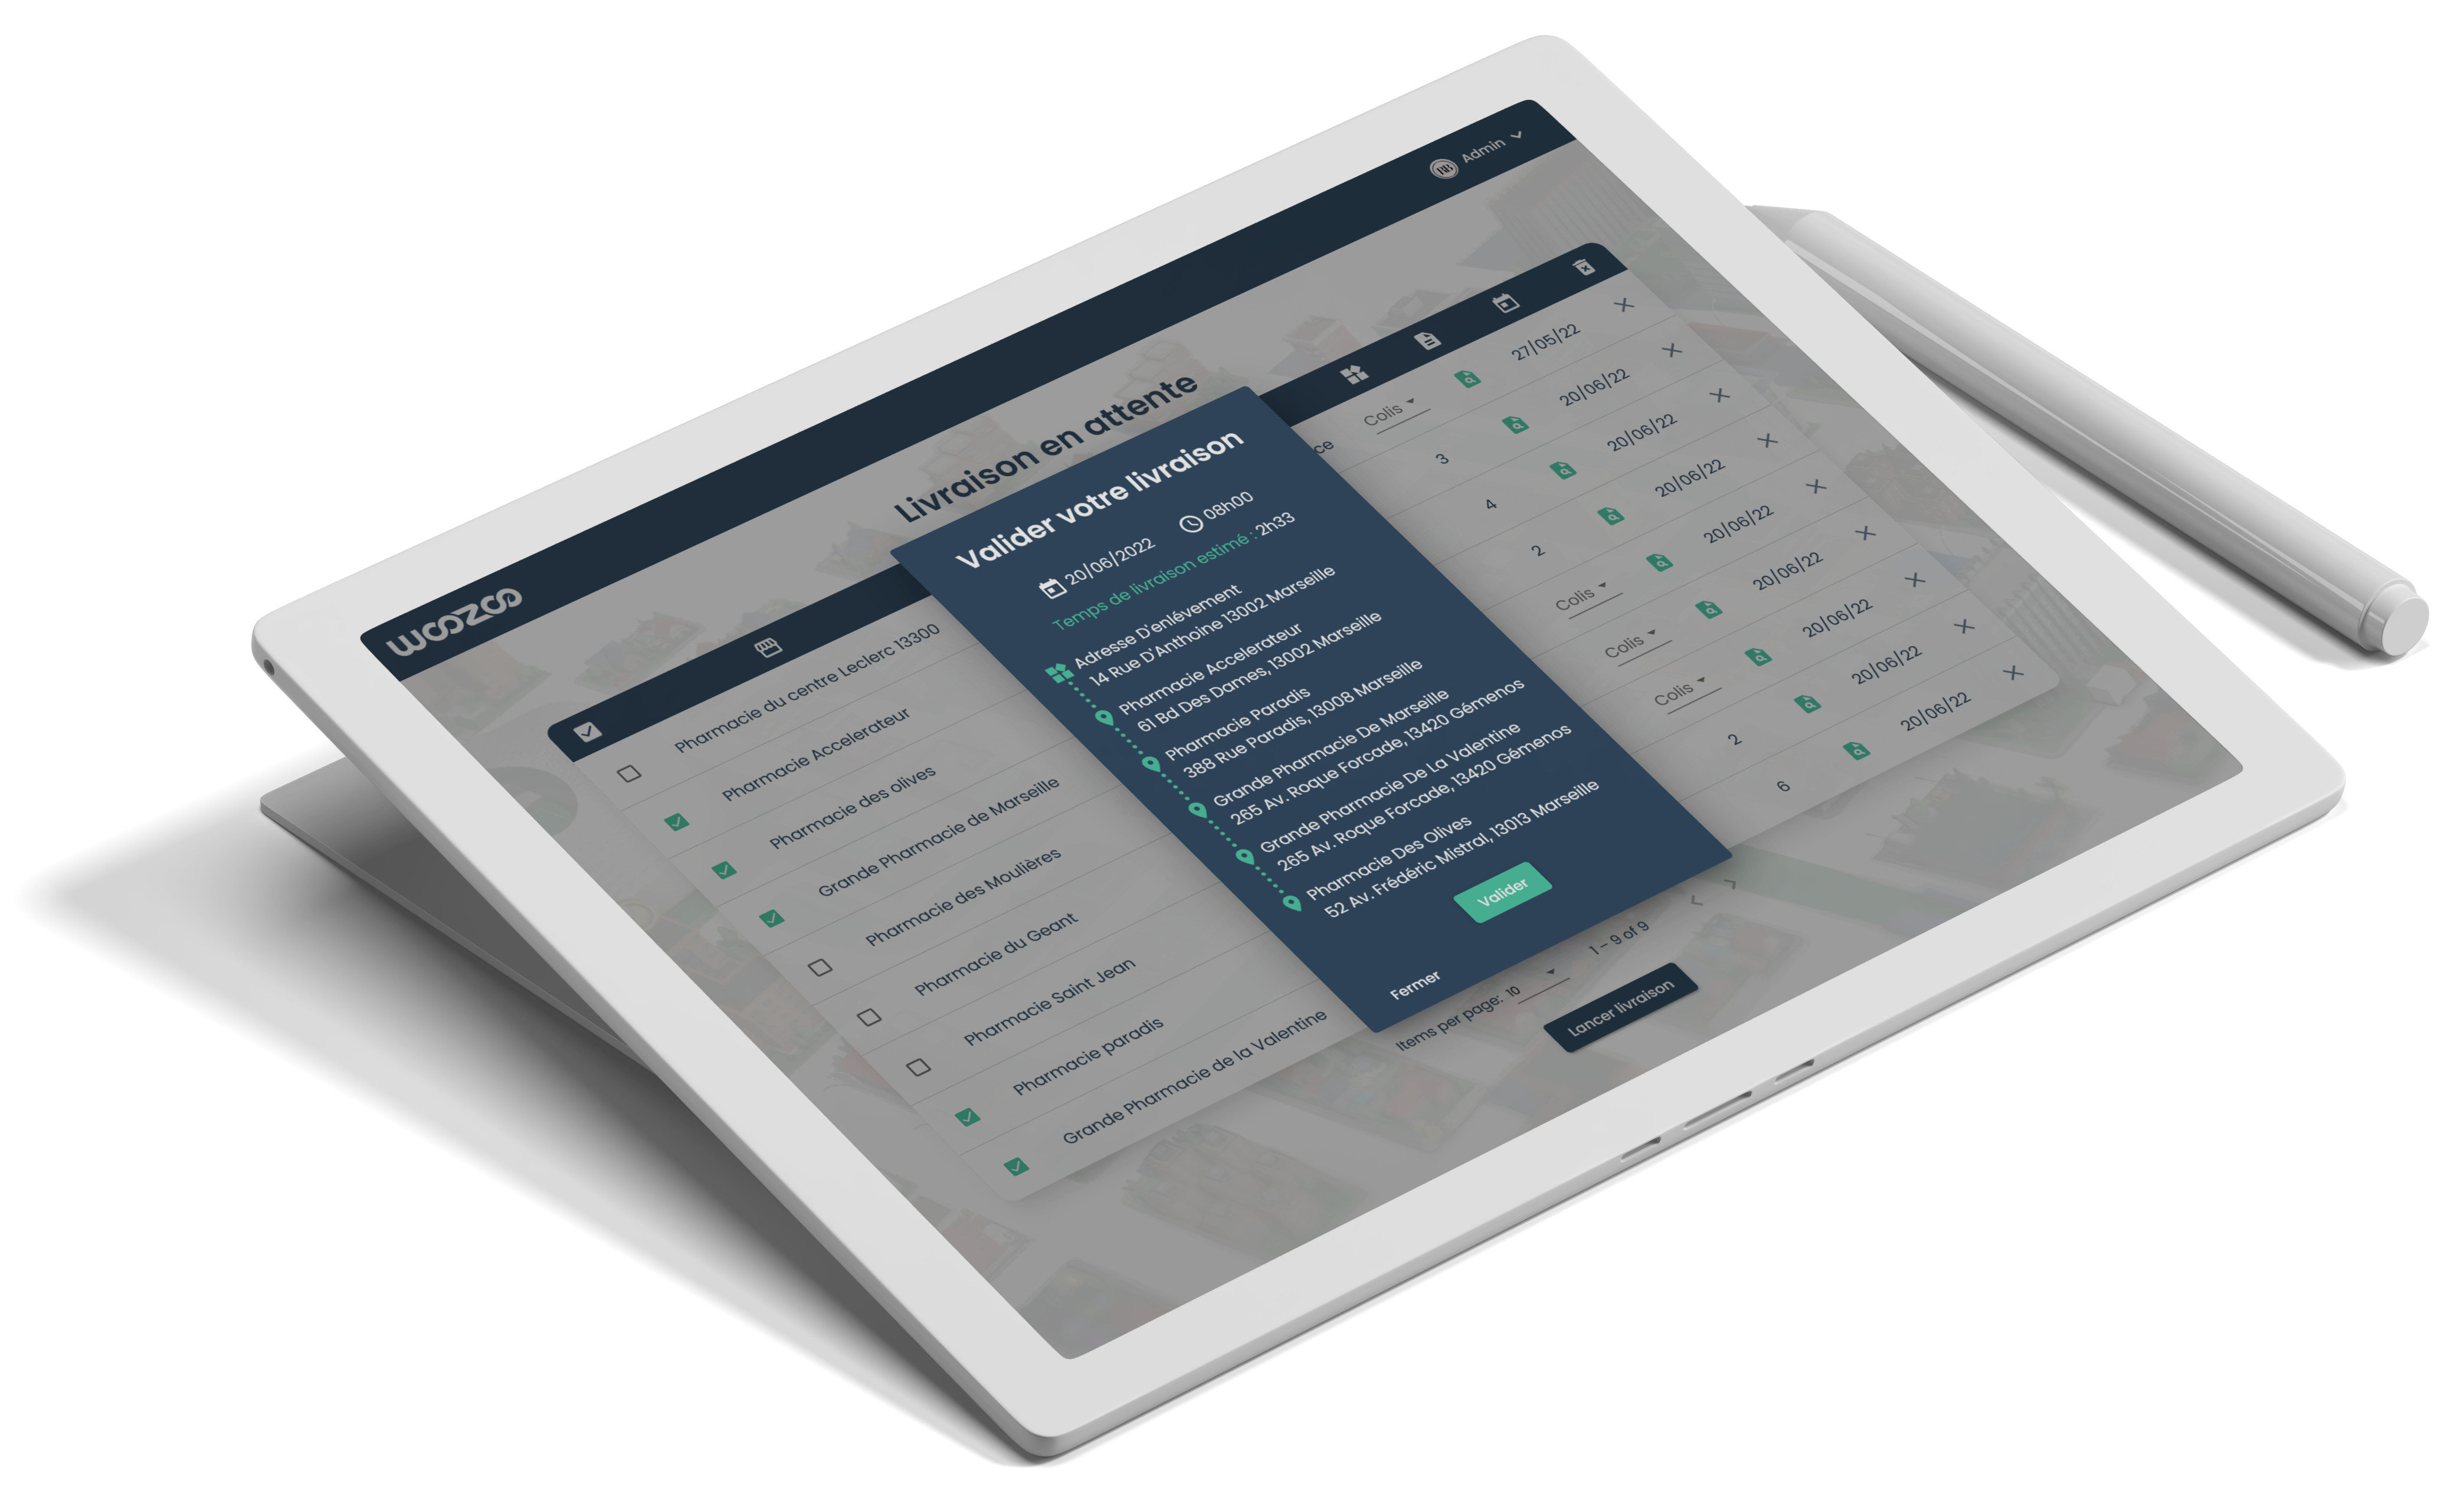 woozos
Admin
Livraison en attente
Pharmacie du centre Leclerc 13300
ce
Colis
27/05/22
Pharmacie Accelerateur
3
20/06/22
Pharmacie des olives
4
20/06/22
Grande Pharmacie de Marseille
2
20/06/22
Pharmacie des Moulières
Colis
20/06/22
Pharmacie du Geant
Colis
20/06/22
Pharmacie Saint Jean
Colis
20/06/22
Pharmacie paradis
2
20/06/22
Grande Pharmacie de la Valentine
6
20/06/22
Valider votre livraison
20/06/2022 08h00
Temps de livraison estimé : 2h33
Adresse D'enlévement
14 Rue D'Anthoine 13002 Marseille
Pharmacie Accelerateur
61 Bd Des Dames, 13002 Marseille
Pharmacie Paradis
388 Rue Paradis, 13008 Marseille
Grande Pharmacie De Marseille
265 Av. Roque Forcade, 13420 Gémenos
Grande Pharmacie De La Valentine
265 Av. Roque Forcade, 13420 Gémenos
Pharmacie Des Olives
52 Av. Frédéric Mistral, 13013 Marseille
Valider
Fermer
Items per page: 10
1 – 9 of 9
Lancer livraison